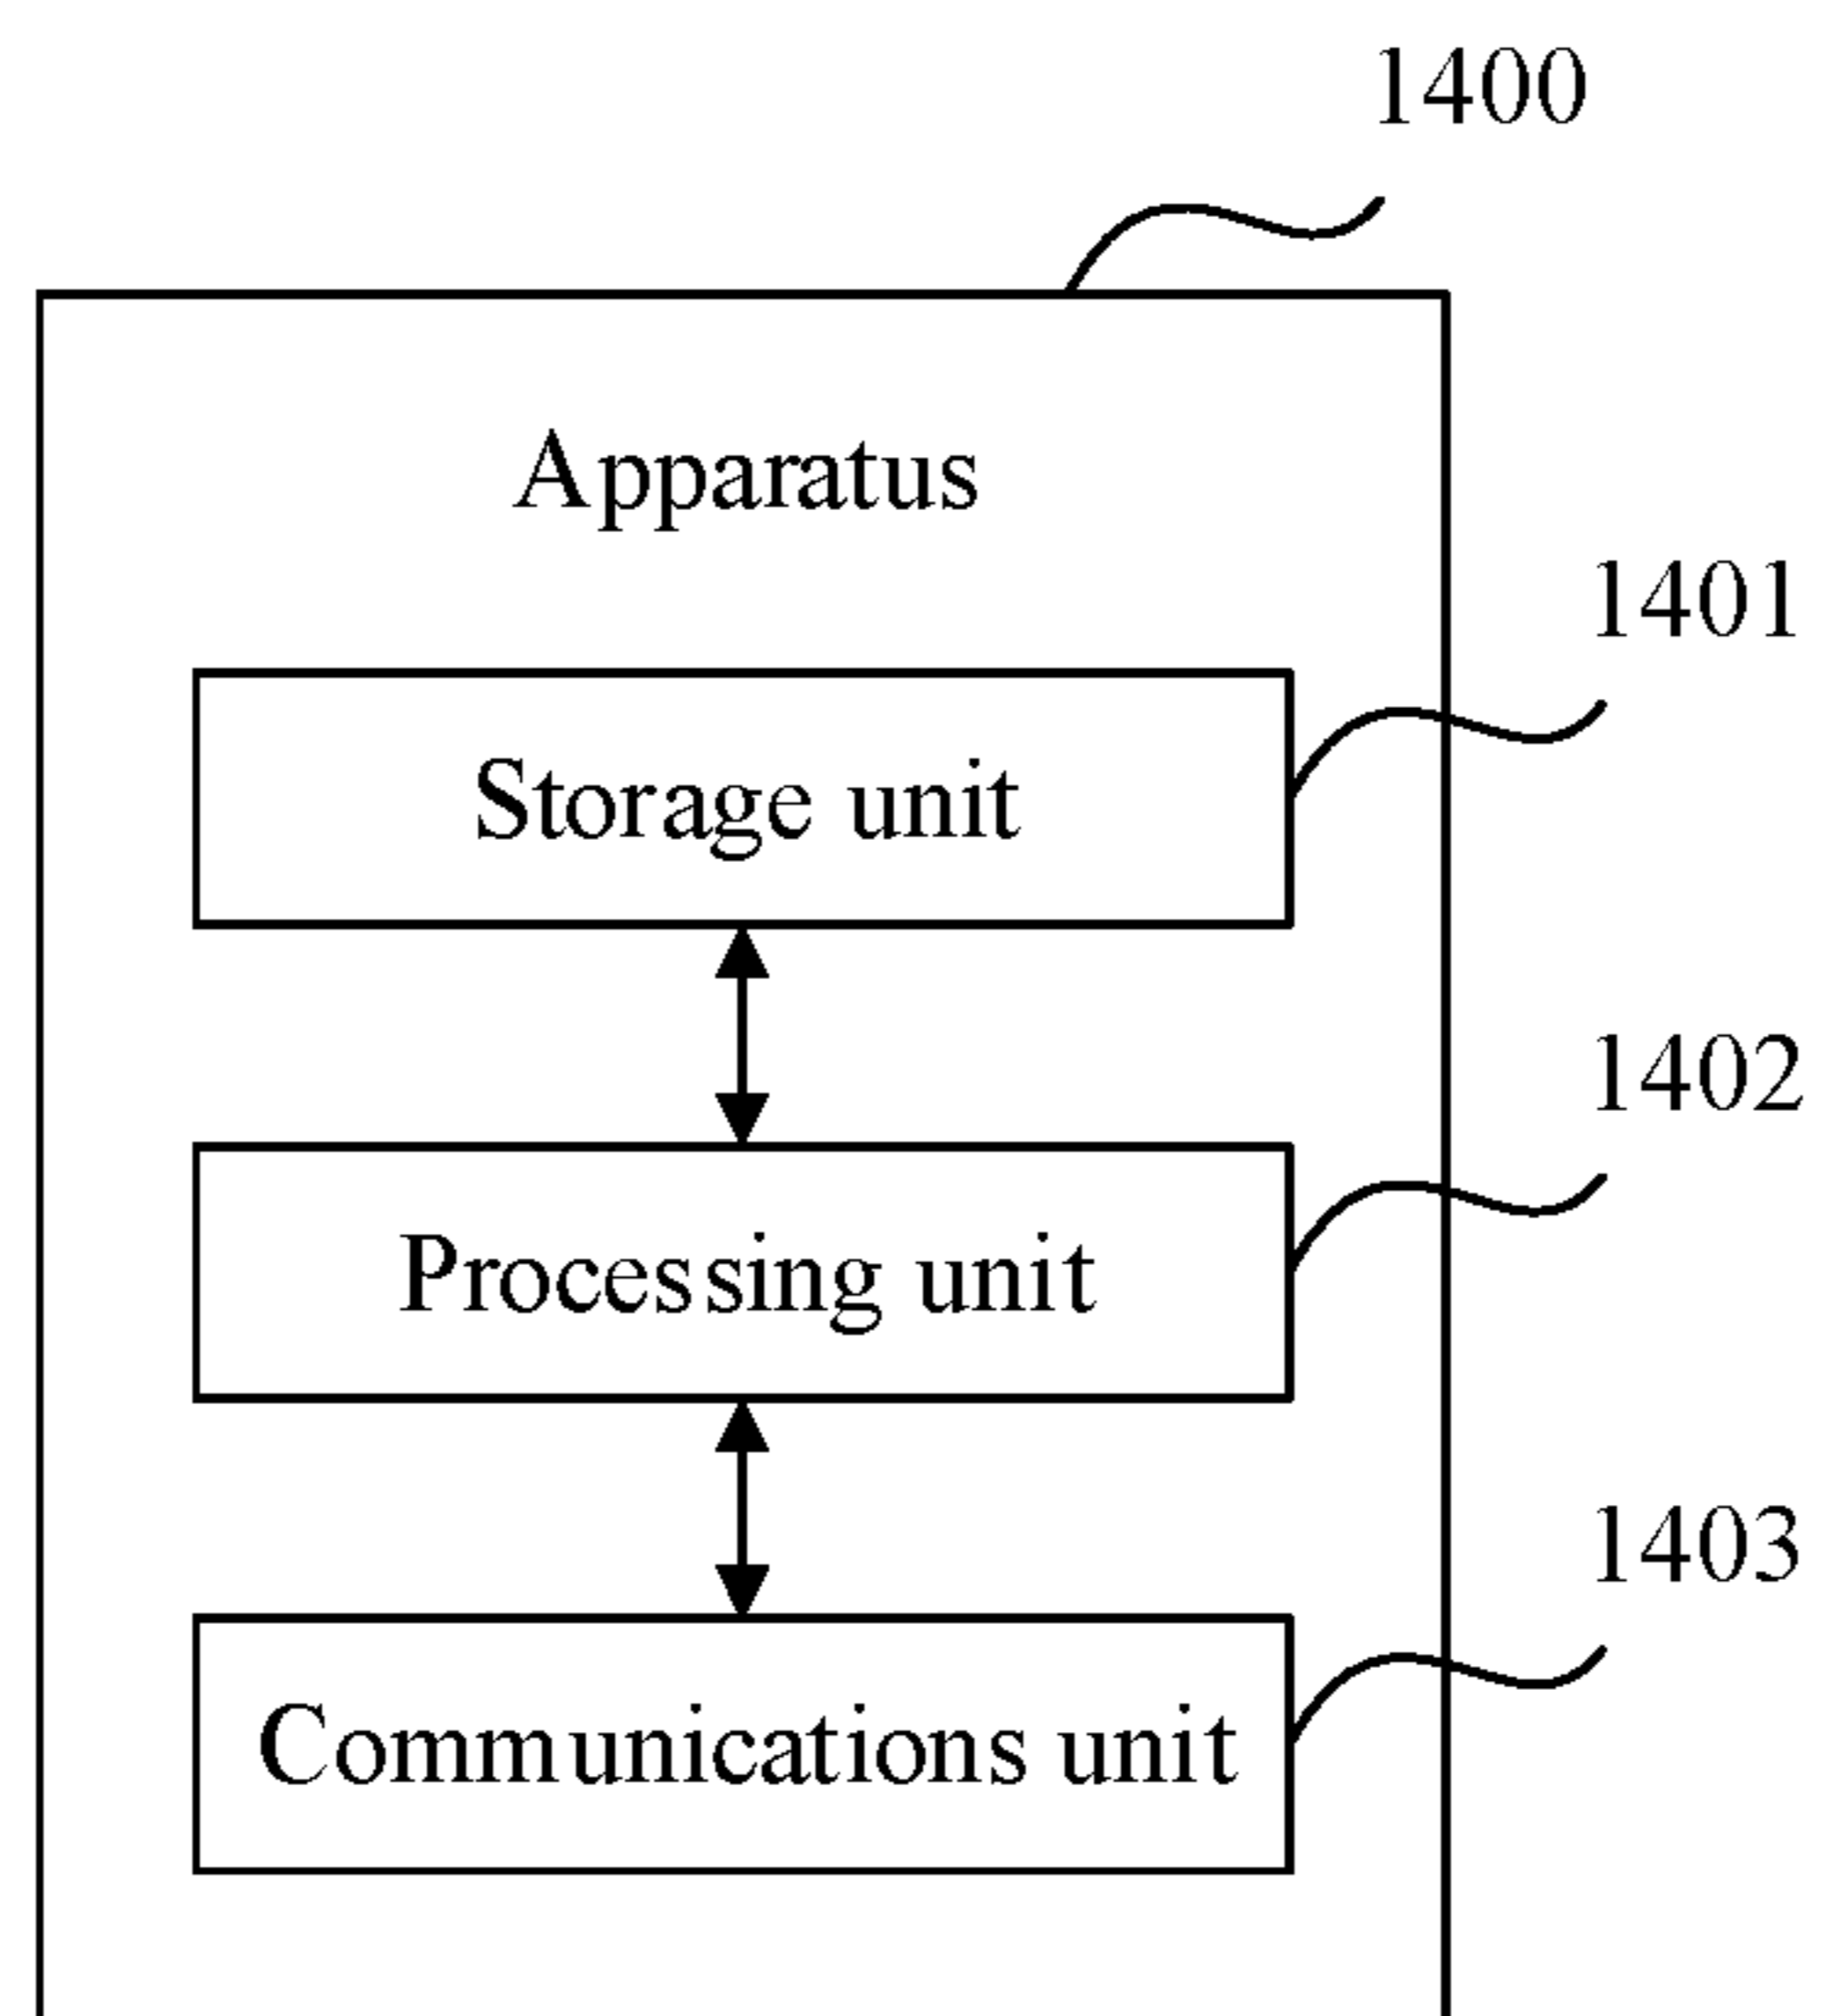 1400
Apparatus
1401
Storage unit
1402
Processing unit
1403
Communications unit